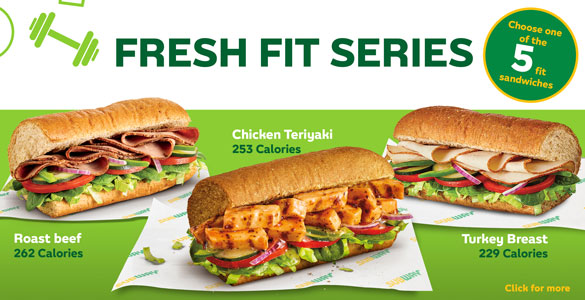 FRESH FIT SERIES
Choose one
of the
5 fit
sandwiches
Chicken Teriyaki
253 Calories
Roast beef
262 Calories
Turkey Breast
229 Calories
SUBWAY
Click for more